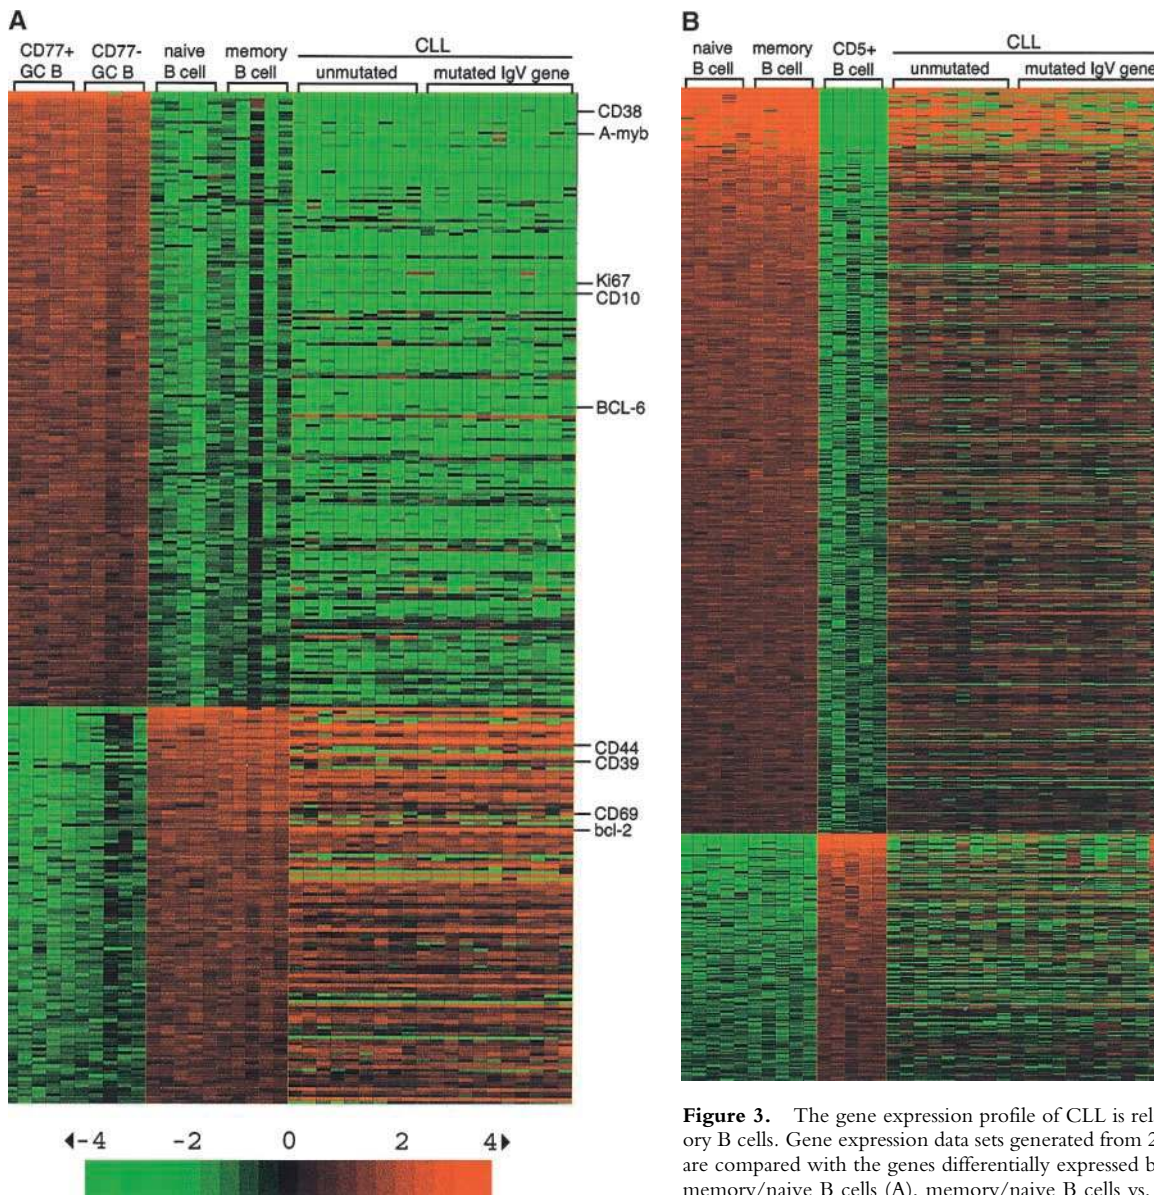 A
CD77+ CD77- naive memory CLL
GC B GC B B cell B cell unmutated mutated IgV gene
CD38
A-myb
Ki67
CD10
BCL-6
CD44
CD39
CD69
bcl-2
-4 -2 0 2 4
B
naive memory CD5+ CLL
B cell B cell B cell unmutated mutated IgV gene
Figure 3. The gene expression profile of CLL is rel
ory B cells. Gene expression data sets generated from 2
are compared with the genes differentially expressed b
memory/naive B cells (A), memory/naive B cells vs.